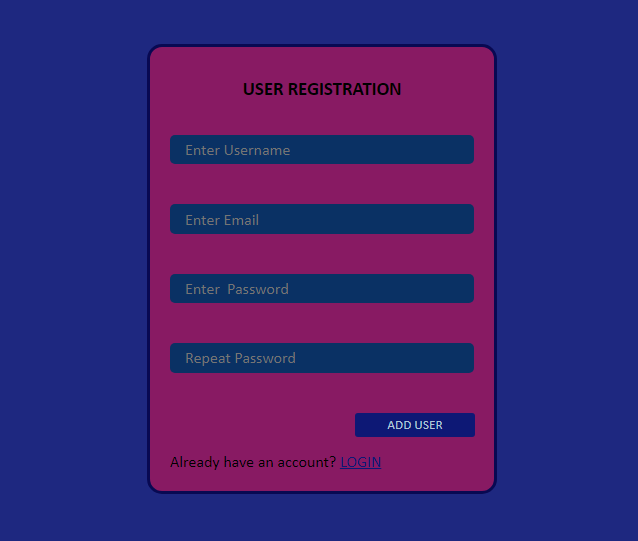 USER REGISTRATION
Enter Username
Enter Email
Enter  Password
Repeat Password
ADD USER
Already have an account? LOGIN